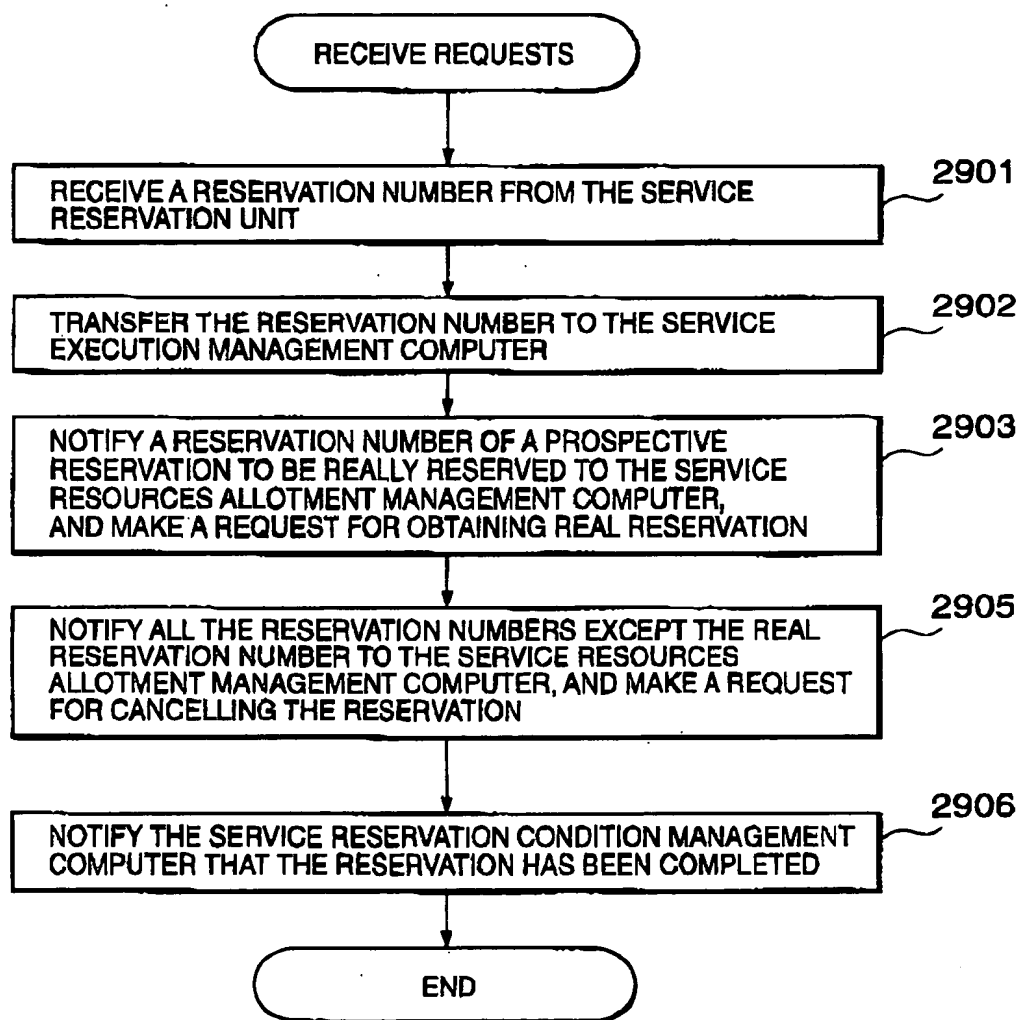 RECEIVE REQUESTS
2901
RECEIVE A RESERVATION NUMBER FROM THE SERVICE
RESERVATION UNIT
2902
TRANSFER THE RESERVATION NUMBER TO THE SERVICE
EXECUTION MANAGEMENT COMPUTER
2903
NOTIFY A RESERVATION NUMBER OF A PROSPECTIVE
RESERVATION TO BE REALLY RESERVED TO THE SERVICE
RESOURCES ALLOTMENT MANAGEMENT COMPUTER,
AND MAKE A REQUEST FOR OBTAINING REAL RESERVATION
2905
NOTIFY ALL THE RESERVATION NUMBERS EXCEPT THE REAL
RESERVATION NUMBER TO THE SERVICE RESOURCES
ALLOTMENT MANAGEMENT COMPUTER, AND MAKE A REQUEST
FOR CANCELLING THE RESERVATION
2906
NOTIFY THE SERVICE RESERVATION CONDITION MANAGEMENT
COMPUTER THAT THE RESERVATION HAS BEEN COMPLETED
END